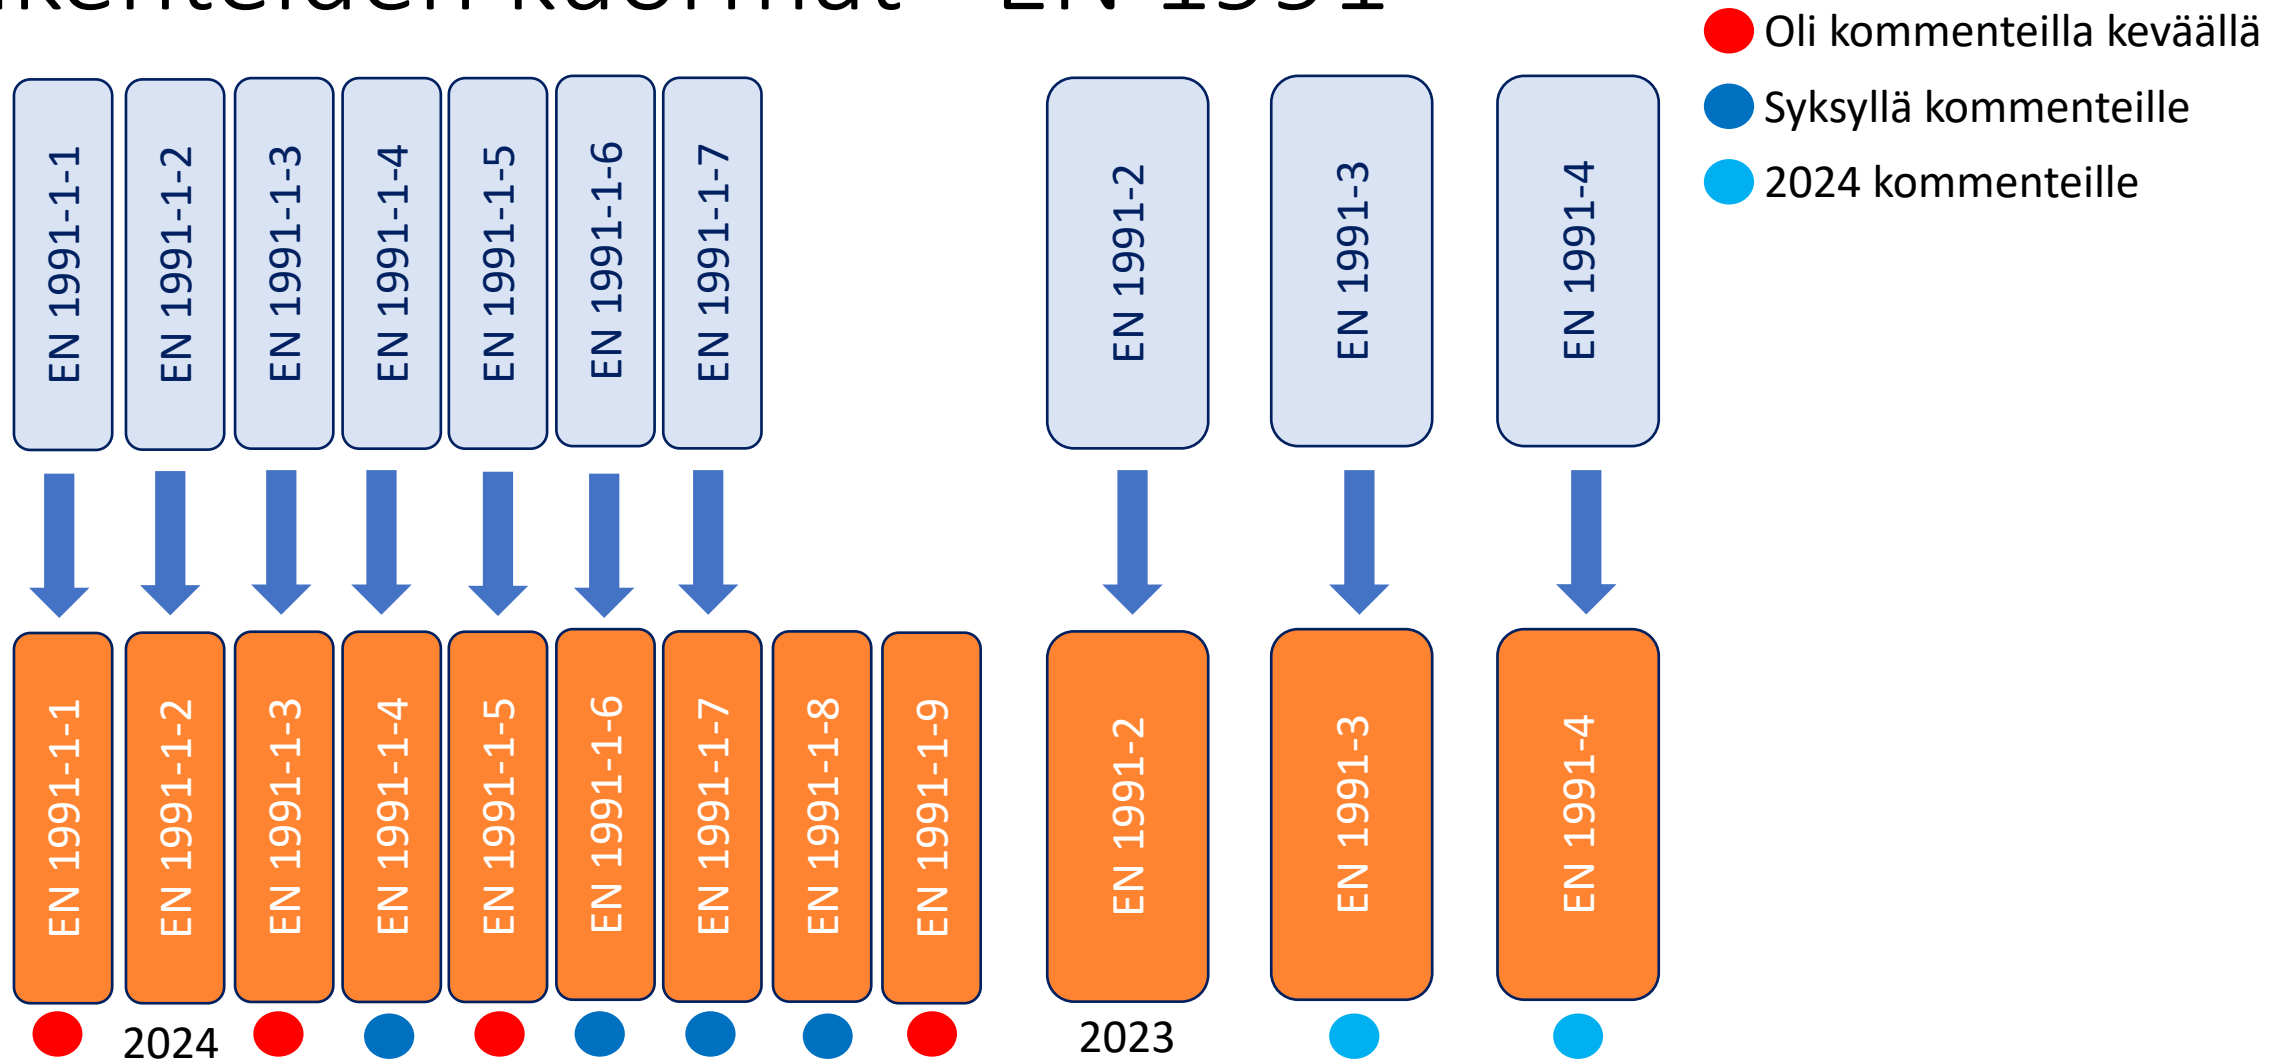 kuormat - EN 1991
Oli kommenteilla keväällä
Syksyllä kommenteille
2024 kommenteille
EN 1991-1-1
EN 1991-1-2
EN 1991-1-3
EN 1991-1-4
EN 1991-1-5
EN 1991-1-6
EN 1991-1-7
EN 1991-2
EN 1991-3
EN 1991-4
EN 1991-1-1
EN 1991-1-2
EN 1991-1-3
EN 1991-1-4
EN 1991-1-5
EN 1991-1-6
EN 1991-1-7
EN 1991-1-8
EN 1991-1-9
EN 1991-2
EN 1991-3
EN 1991-4
2024
2023